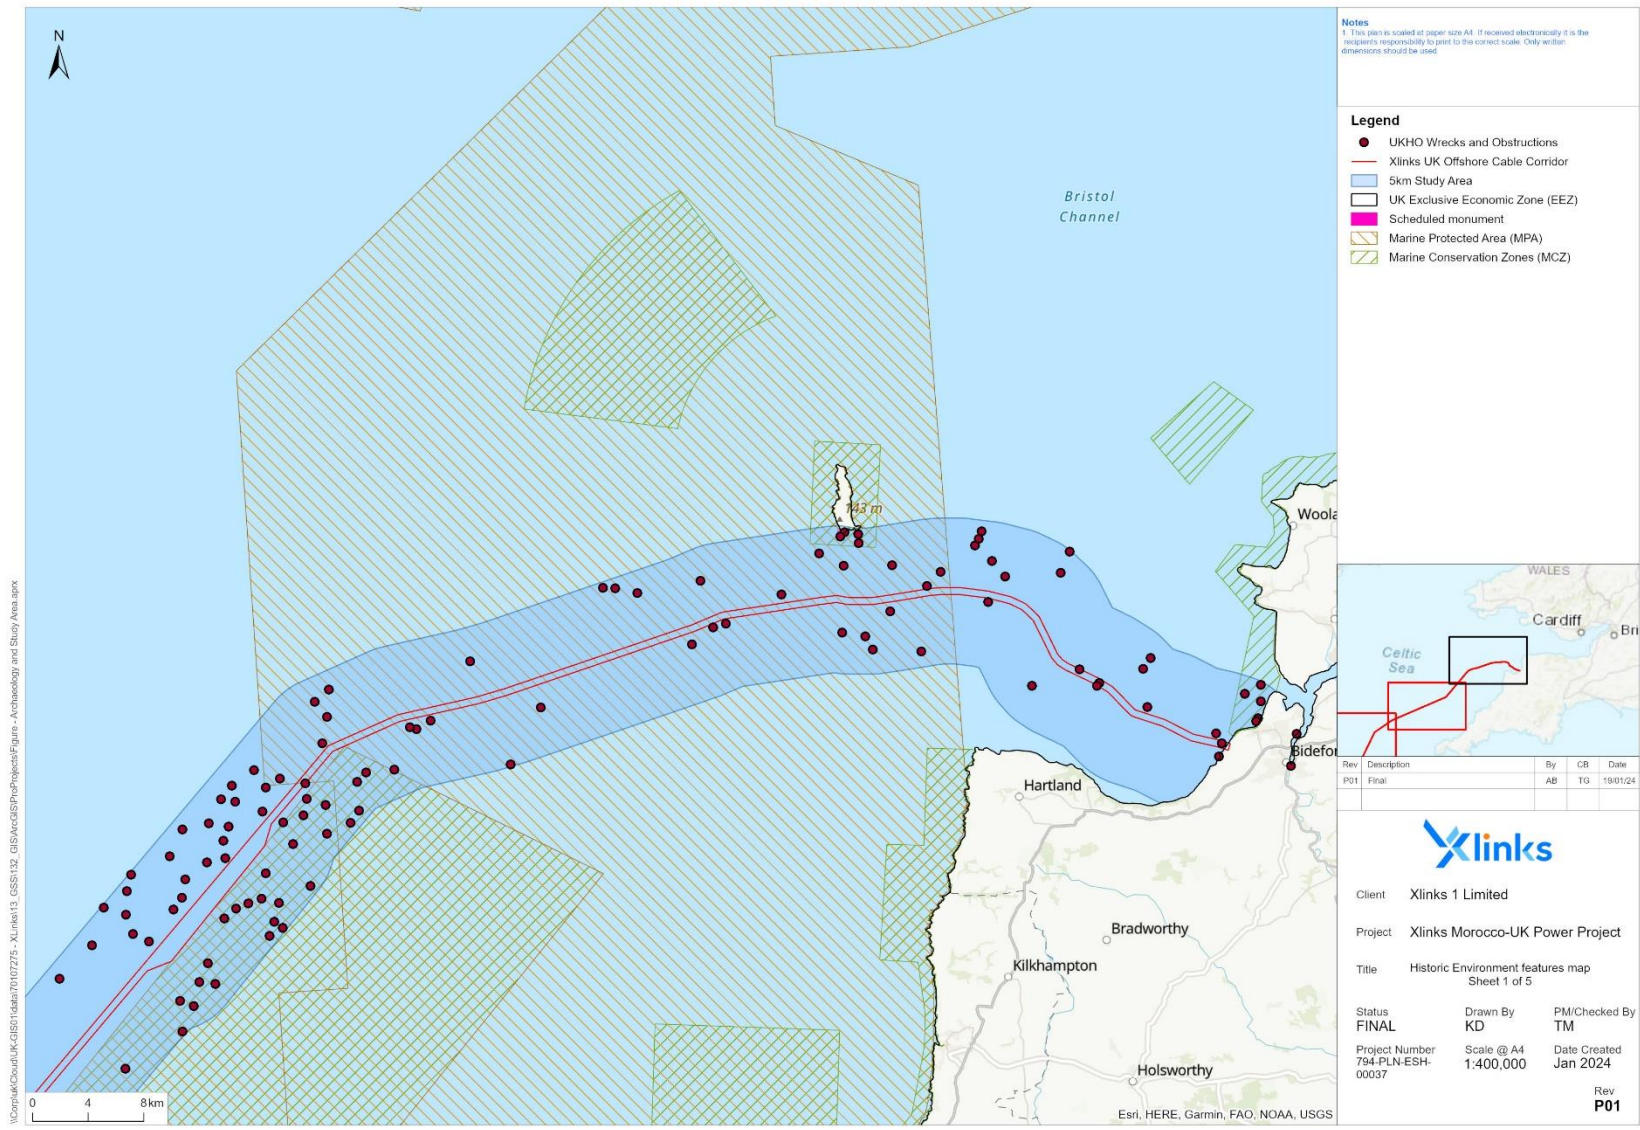 N
Bristol
Channel
143 m
Woola
Bidefor
Hartland
Bradworthy
Kilkhampton
Holsworthy
0 4 8km
Esri, HERE, Garmin, FAO, NOAA, USGS
Notes
1. This plan is scaled at paper size A4. If received electronically it is the
recipients responsibility to print to the correct scale. Only written
dimensions should be used.
Legend
UKHO Wrecks and Obstructions
Xlinks UK Offshore Cable Corridor
5km Study Area
UK Exclusive Economic Zone (EEZ)
Scheduled monument
Marine Protected Area (MPA)
Marine Conservation Zones (MCZ)
WALES
Cardiff
Bri
Celtic
Sea
Rev Description By CB Date
P01 Final AB TG 19/01/24
Xlinks
Client Xlinks 1 Limited
Project Xlinks Morocco-UK Power Project
Title Historic Environment features map
Sheet 1 of 5
Status Drawn By PM/Checked By
FINAL KD TM
Project Number Scale @ A4 Date Created
794-PLN-ESH- 1:400,000 Jan 2024
00037
Rev
P01